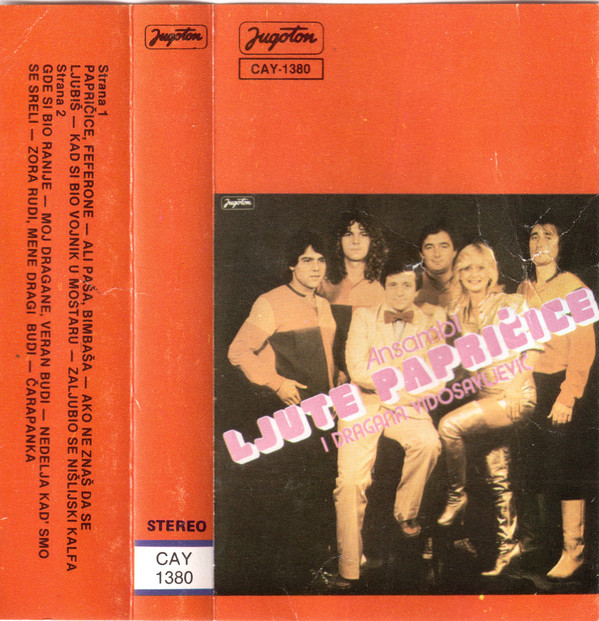 Strana 1
PAPRIČICE, FEFERONE — ALI PAŠA, BIMBAŠA — AKO NE ZNAŠ DA SE
LJUBIŠ — KAD SI BIO VOJNIK U MOSTARU — ZALJUBIO SE NIŠLIJSKI KALFA
Strana 2
GDE SI BIO RANIJE — MOJ DRAGANE, VERAN BUDI — NEDELJA KAD' SMO
SE SRELI — ZORA RUDI, MENE DRAGI BUDI — ČARAPANKA
Jugoton
STEREO
CAY
1380
Jugoton
CAY-1380
Jugoton
Ansambl
LJUTE PAPRIČICE
I DRAGANA VIDOSAVLJEVIĆ